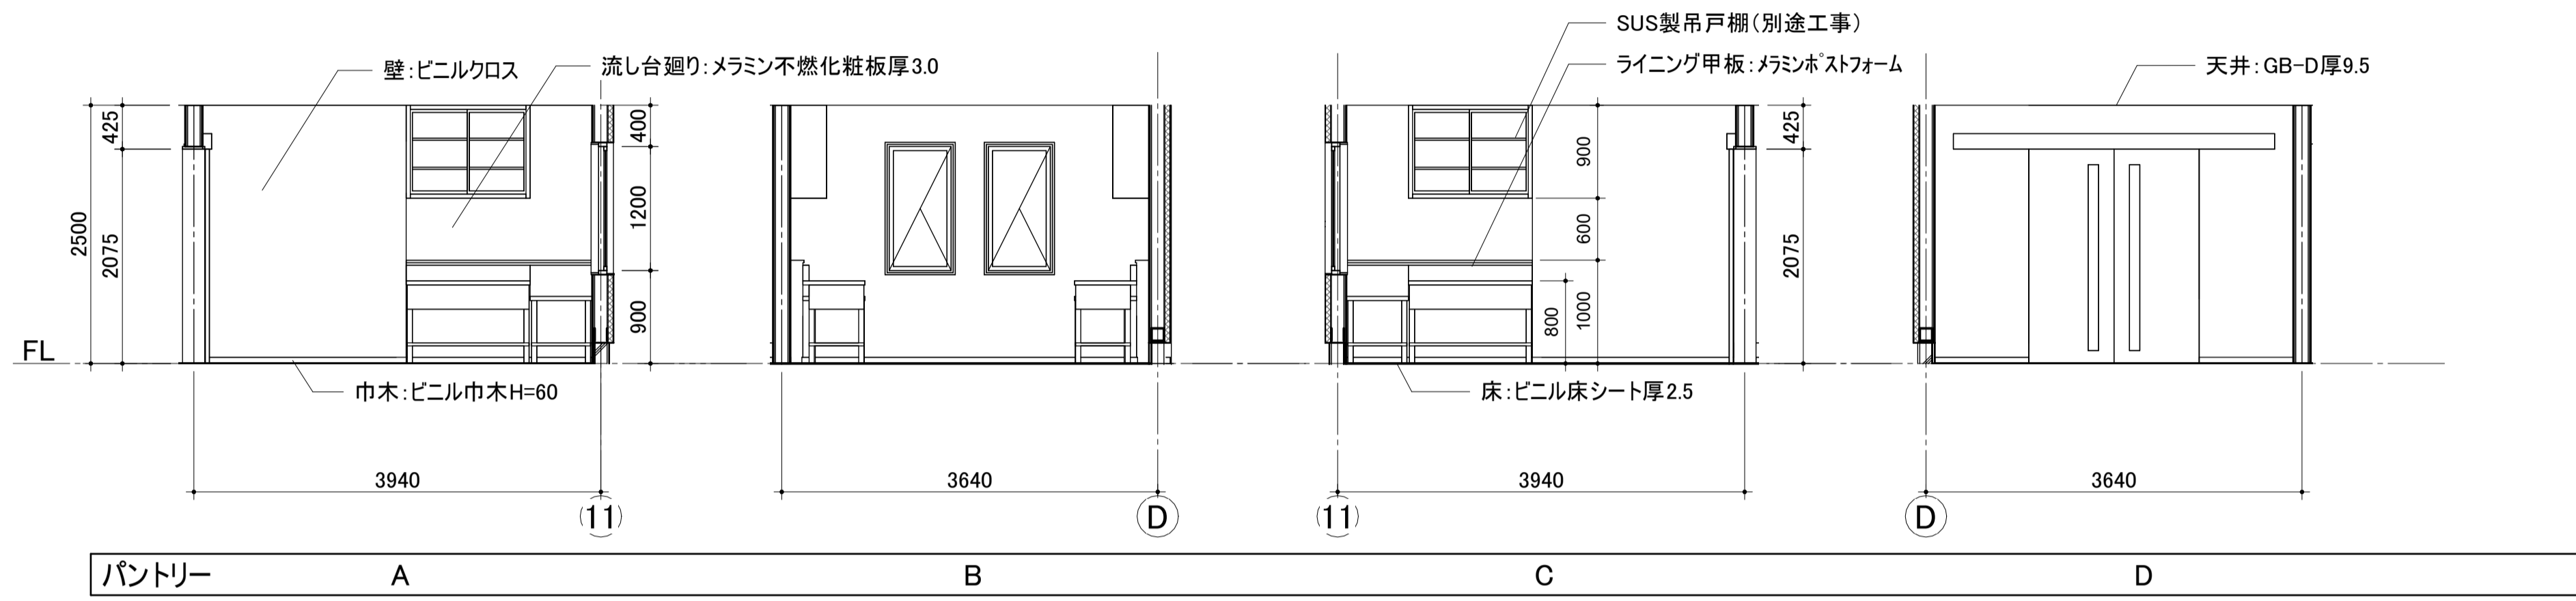 SUS製吊戸棚(別途工事)
壁:ビニルクロス
流し台廻り:メラミン不燃化粧板厚3.0
ライニング甲板:メラミンポストフォーム
天井:GB-D厚9.5
2500
425
2075
400
1200
900
900
600
1000
800
425
2075
FL
巾木:ビニル巾木H=60
床:ビニル床シート厚2.5
3940
3640
3940
3640
11
D
11
D
パントリー A B C D